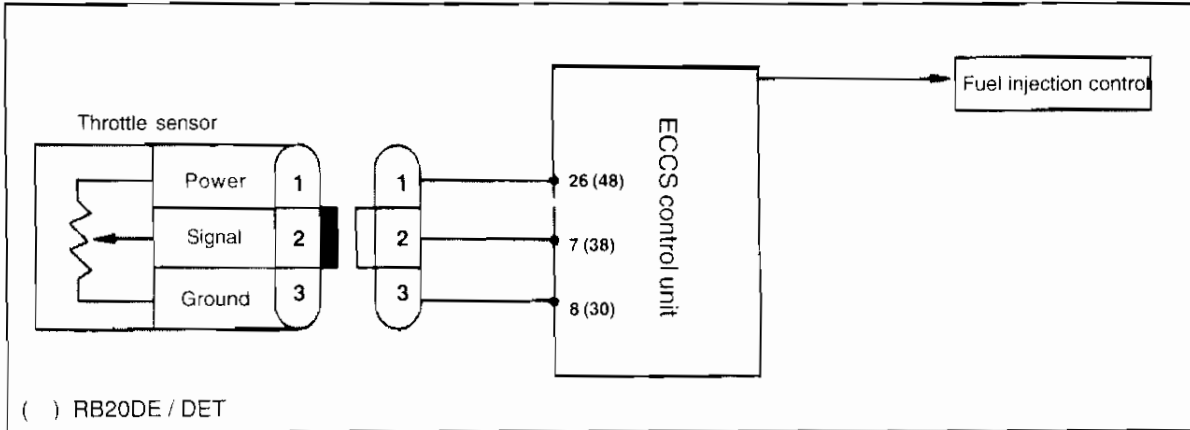 Fuel injection control
Throttle sensor
Power 1 1 26 (48)
Signal 2 2 7 (38)
Ground 3 3 8 (30)
ECCS control unit
( ) RB20DE / DET